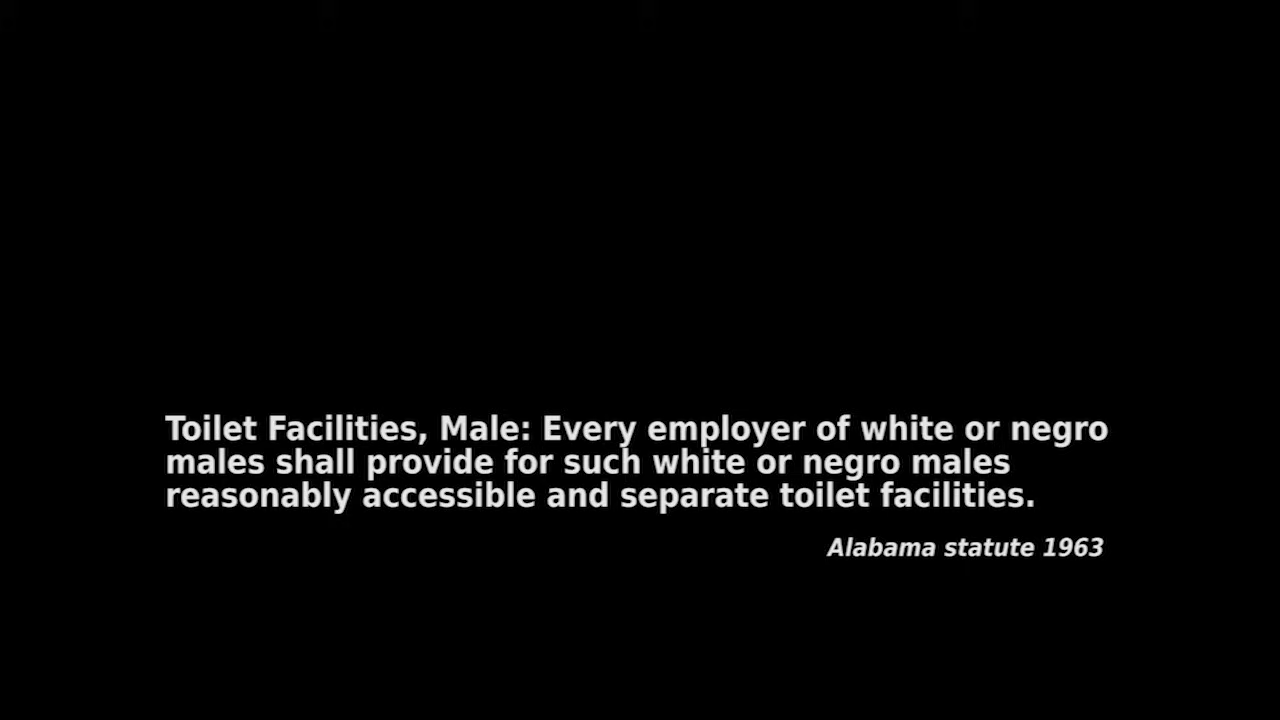 Toilet Facilities, Male: Every employer of white or negro
males shall provide for such white or negro males
reasonably accessible and separate toilet facilities.
Alabama statute 1963